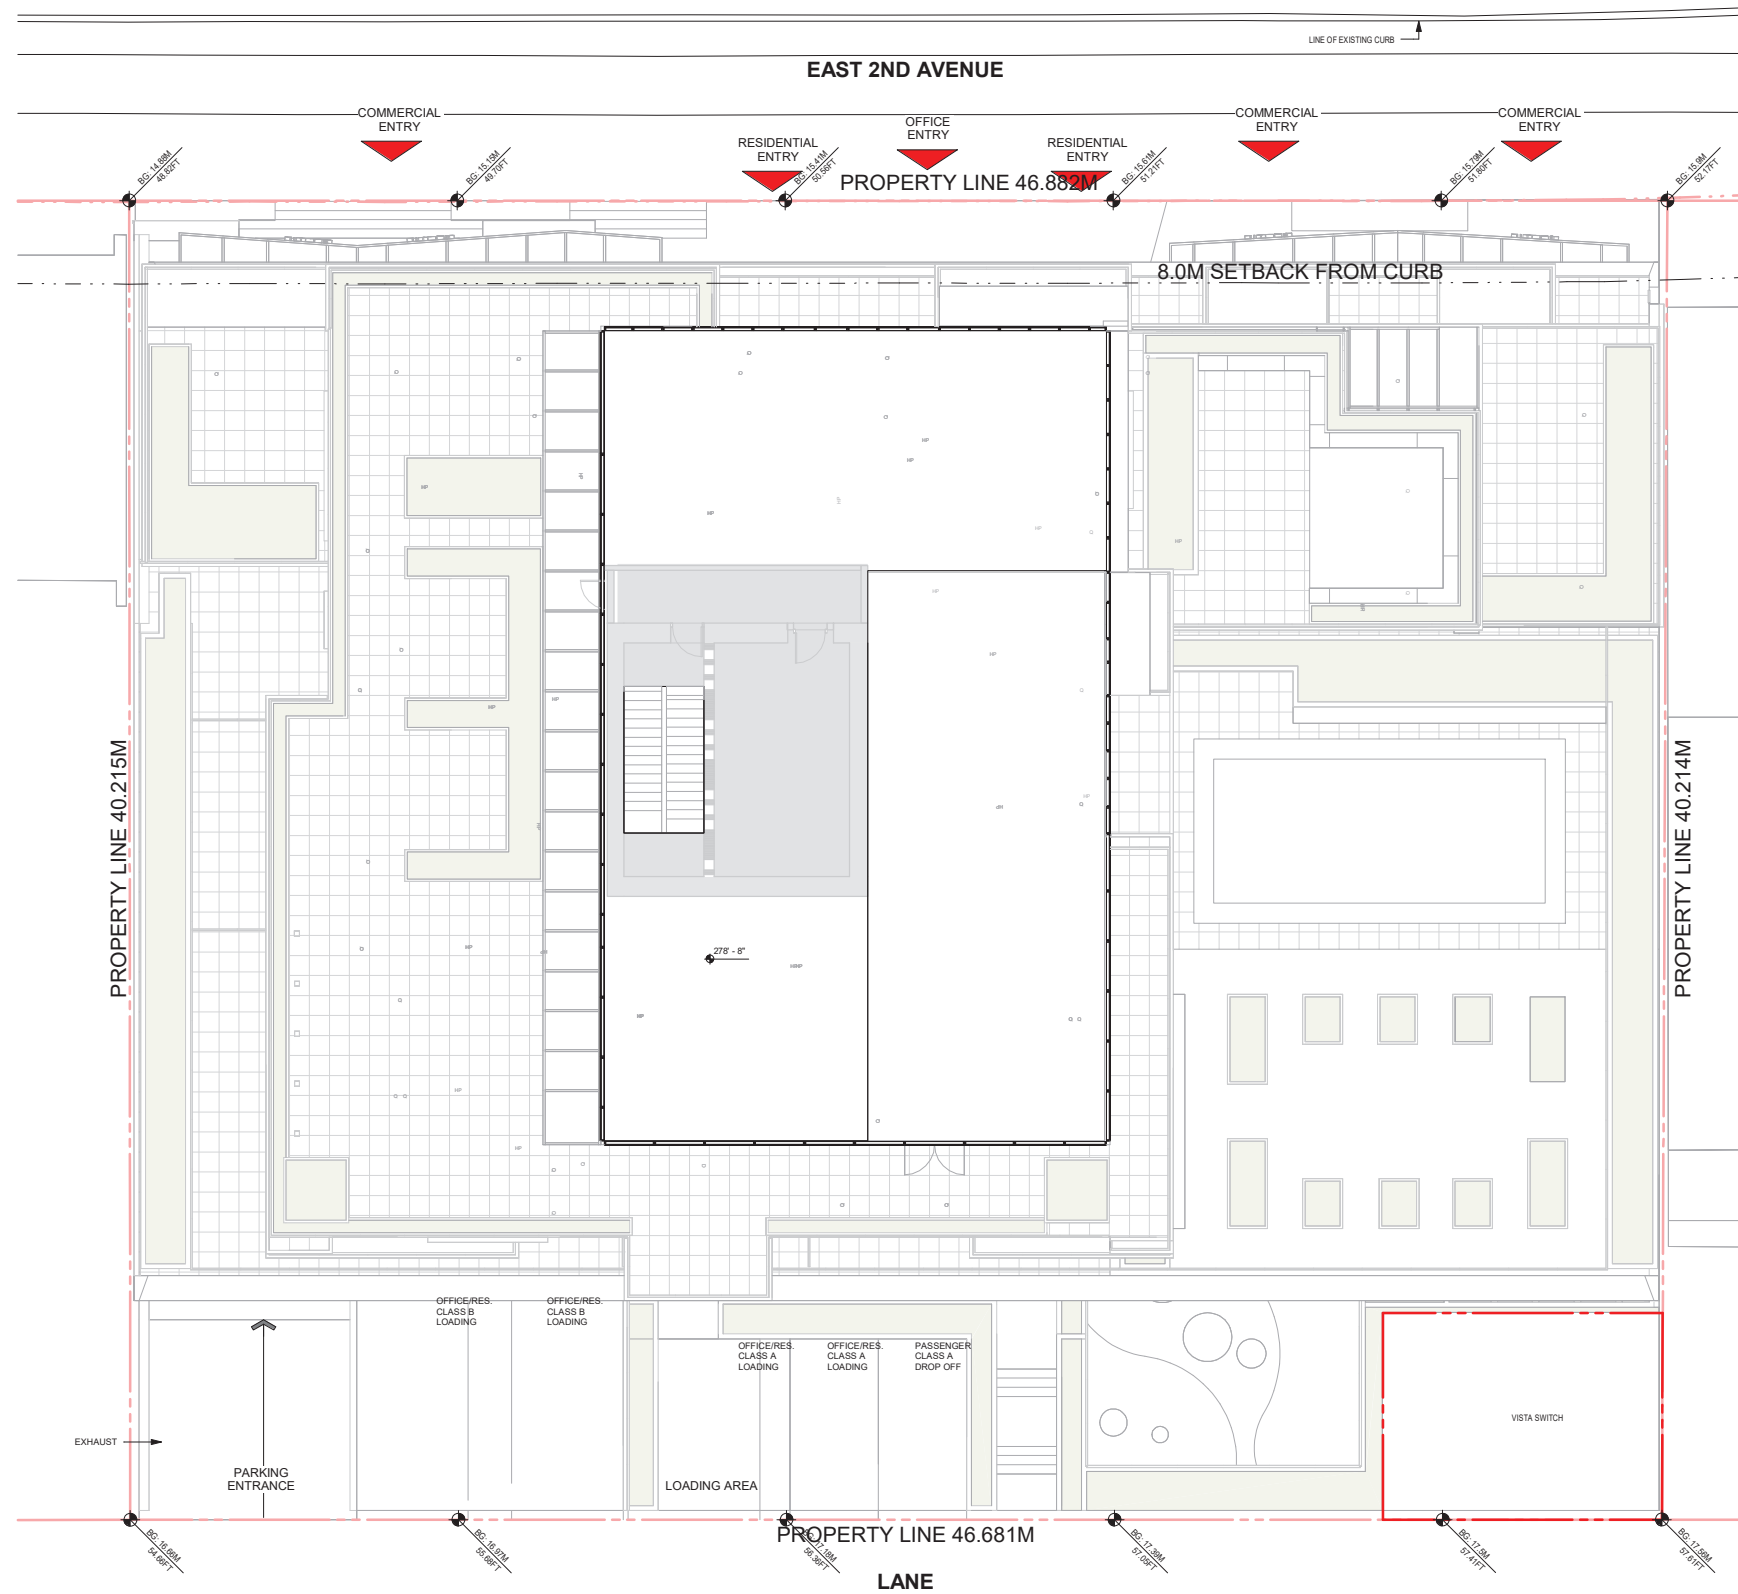 LINE OF EXISTING CURB
EAST 2ND AVENUE
COMMERCIAL
ENTRY
RESIDENTIAL
ENTRY
OFFICE
ENTRY
RESIDENTIAL
ENTRY
COMMERCIAL
ENTRY
COMMERCIAL
ENTRY
BG: 14.88M
48.82FT
BG: 15.15M
49.70FT
BG: 15.41M
50.56FT
BG: 15.61M
51.21FT
BG: 15.79M
51.80FT
BG: 15.9M
52.17FT
PROPERTY LINE 46.882M
8.0M SETBACK FROM CURB
PROPERTY LINE 40.215M
PROPERTY LINE 40.214M
278' - 8"
OFFICE/RES.
CLASS B
LOADING
OFFICE/RES.
CLASS B
LOADING
OFFICE/RES.
CLASS A
LOADING
OFFICE/RES.
CLASS A
LOADING
PASSENGER
CLASS A
DROP OFF
VISTA SWITCH
EXHAUST
PARKING
ENTRANCE
LOADING AREA
PROPERTY LINE 46.681M
BG: 16.66M
54.66FT
BG: 16.97M
55.68FT
BG: 17.18M
56.36FT
BG: 17.39M
57.05FT
BG: 17.5M
57.41FT
BG: 17.56M
57.61FT
LANE